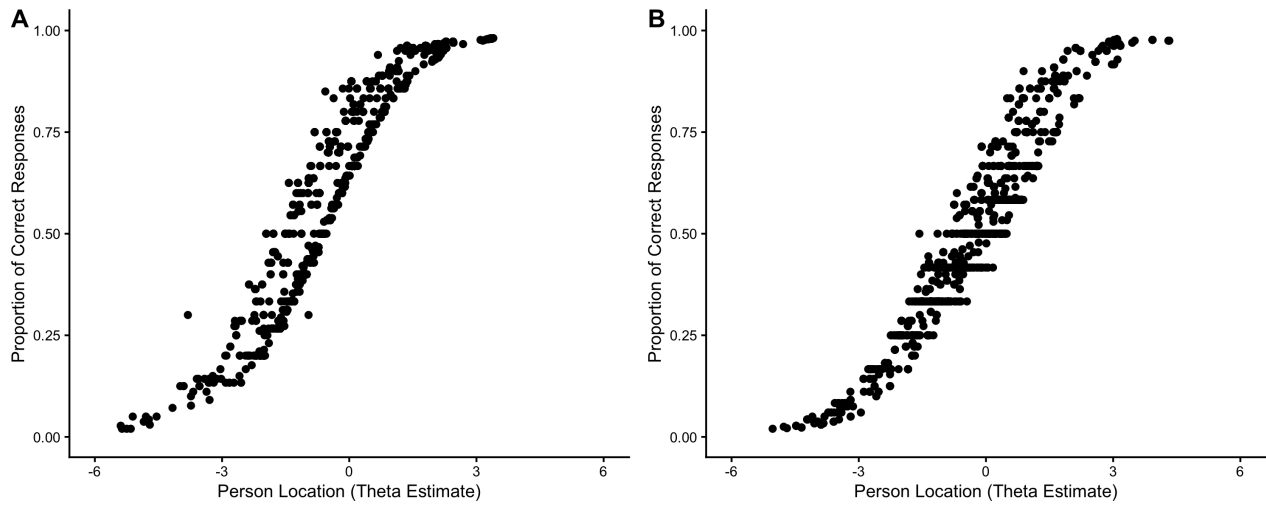 A
Proportion of Correct Responses
1.00
0.75
0.50
0.25
0.00
-6 -3 0 3 6
Person Location (Theta Estimate)
B
Proportion of Correct Responses
1.00
0.75
0.50
0.25
0.00
-6 -3 0 3 6
Person Location (Theta Estimate)